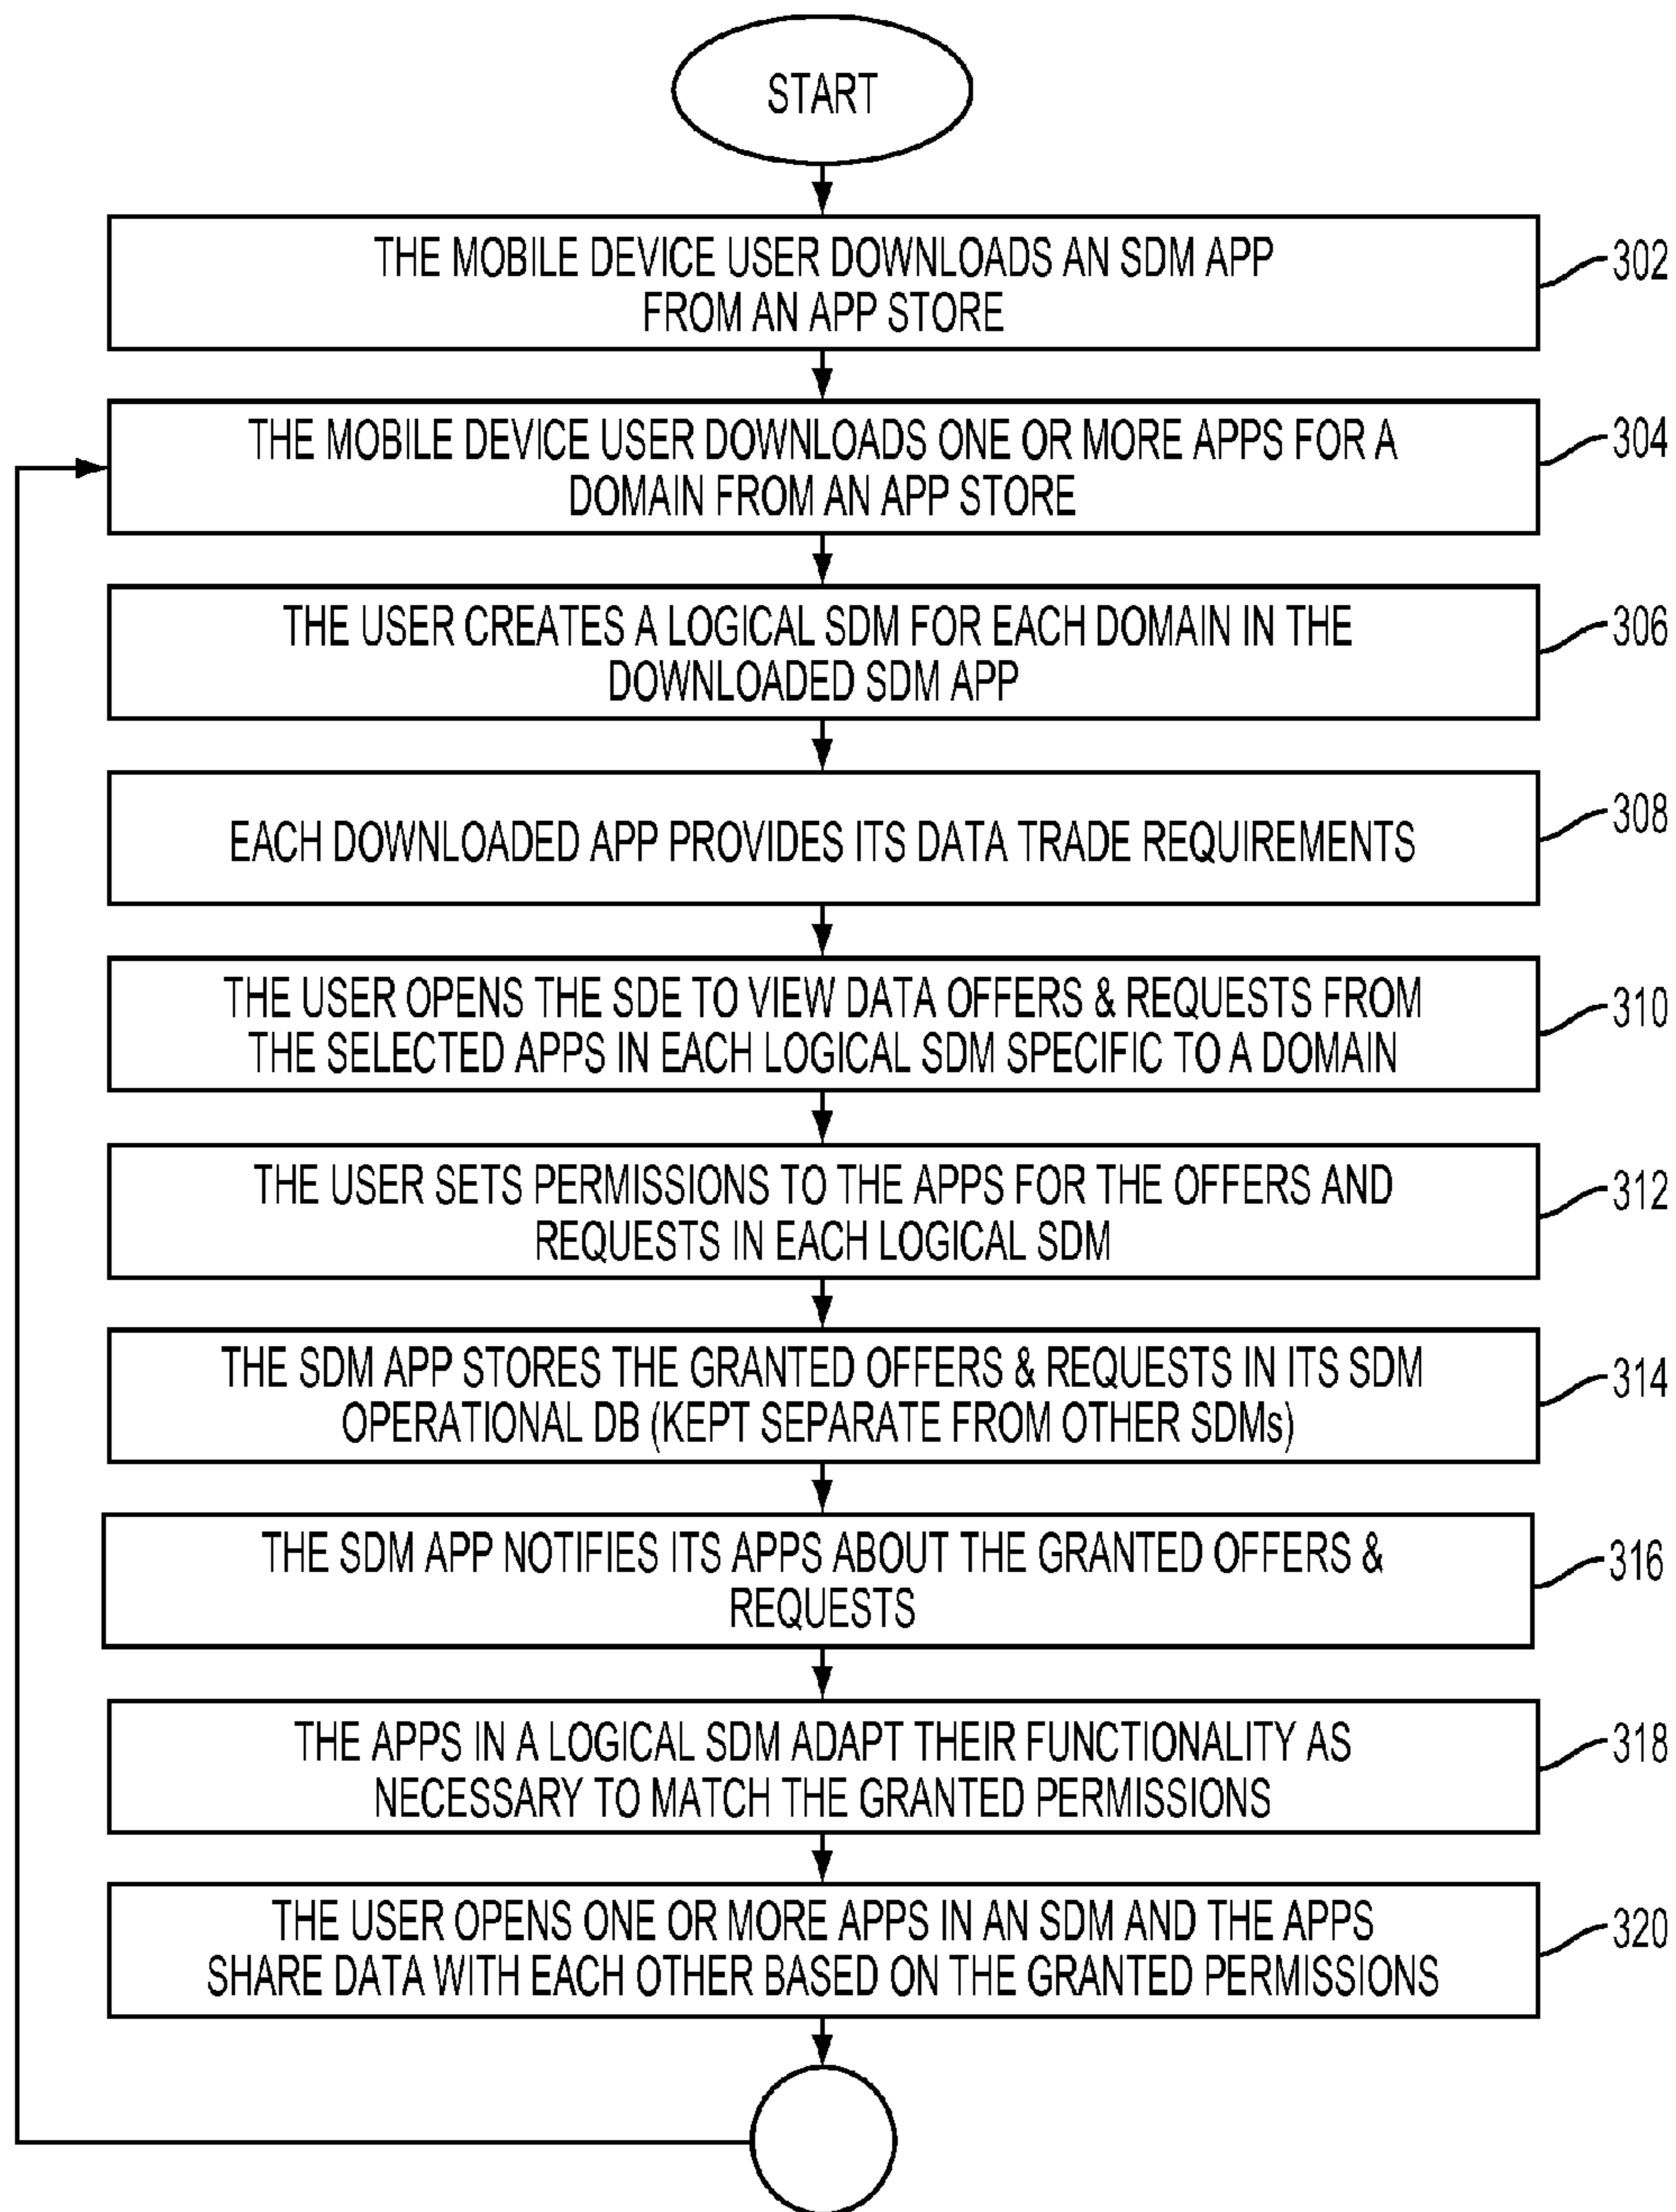 START
THE MOBILE DEVICE USER DOWNLOADS AN SDM APP
FROM AN APP STORE
302
THE MOBILE DEVICE USER DOWNLOADS ONE OR MORE APPS FOR A
DOMAIN FROM AN APP STORE
304
THE USER CREATES A LOGICAL SDM FOR EACH DOMAIN IN THE
DOWNLOADED SDM APP
306
EACH DOWNLOADED APP PROVIDES ITS DATA TRADE REQUIREMENTS
308
THE USER OPENS THE SDE TO VIEW DATA OFFERS & REQUESTS FROM
THE SELECTED APPS IN EACH LOGICAL SDM SPECIFIC TO A DOMAIN
310
THE USER SETS PERMISSIONS TO THE APPS FOR THE OFFERS AND
REQUESTS IN EACH LOGICAL SDM
312
THE SDM APP STORES THE GRANTED OFFERS & REQUESTS IN ITS SDM
OPERATIONAL DB (KEPT SEPARATE FROM OTHER SDMs)
314
THE SDM APP NOTIFIES ITS APPS ABOUT THE GRANTED OFFERS &
REQUESTS
316
THE APPS IN A LOGICAL SDM ADAPT THEIR FUNCTIONALITY AS
NECESSARY TO MATCH THE GRANTED PERMISSIONS
318
THE USER OPENS ONE OR MORE APPS IN AN SDM AND THE APPS
SHARE DATA WITH EACH OTHER BASED ON THE GRANTED PERMISSIONS
320